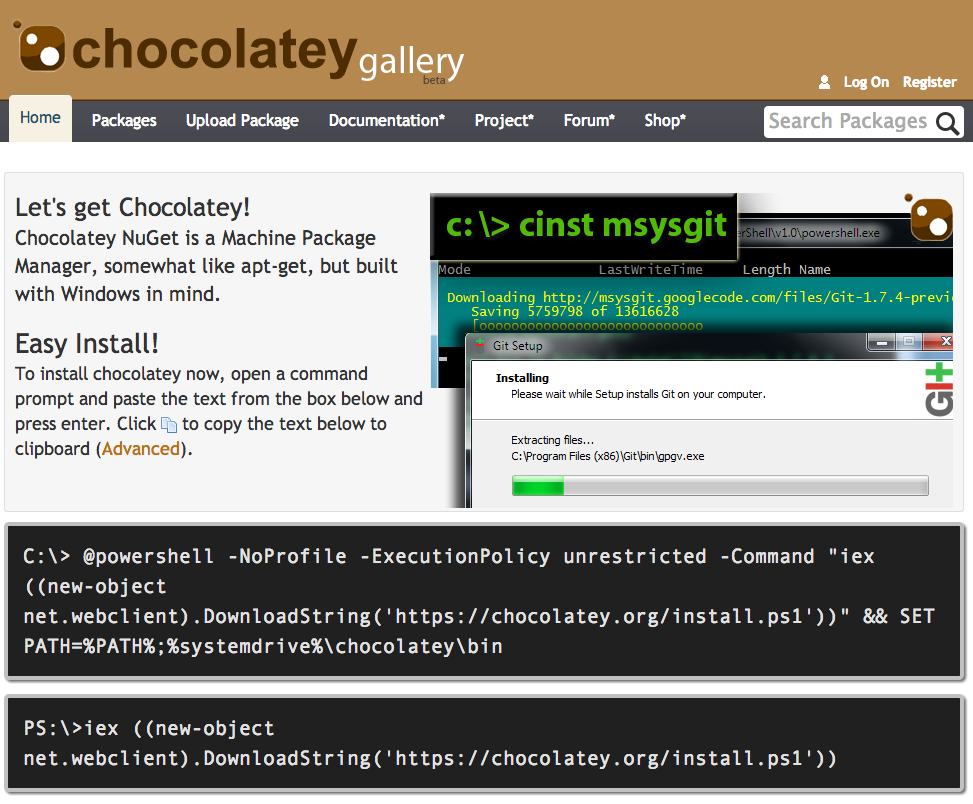 chocolatey gallery
beta
Log On Register
Home Packages Upload Package Documentation* Project* Forum* Shop*
Search Packages
Let's get Chocolatey!
Chocolatey NuGet is a Machine Package
Manager, somewhat like apt-get, but built
with Windows in mind.
Easy Install!
To install chocolatey now, open a command
prompt and paste the text from the box below and
press enter. Click to copy the text below to
clipboard (Advanced).
c:\> cinst msysgit
rShell\v1.0\powershell.exe
Mode LastWriteTime Length Name
Downloading http://msysgit.googlecode.com/files/Git-1.7.4-previ
Saving 5759798 of 13616628
[oooooooooooooooooooooooooooo
Git Setup
Installing
Please wait while Setup installs Git on your computer.
GIT
Extracting files...
C:\Program Files (x86)\Git\bin\gpgv.exe
C:\> @powershell -NoProfile -ExecutionPolicy unrestricted -Command "iex
((new-object
net.webclient).DownloadString('https://chocolatey.org/install.ps1'))" && SET
PATH=%PATH%;%systemdrive%\chocolatey\bin
PS:\>iex ((new-object
net.webclient).DownloadString('https://chocolatey.org/install.ps1'))